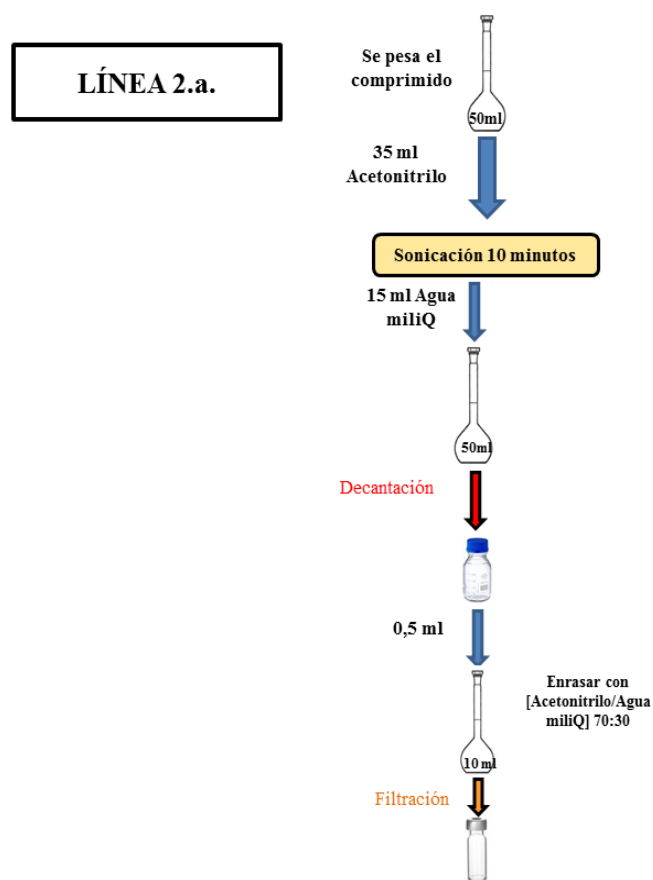 LÍNEA 2.a.
Se pesa el
comprimido
50ml
35 ml
Acetonitrilo
Sonicación 10 minutos
15 ml Agua
miliQ
50ml
Decantación
0,5 ml
Enrasar con
[Acetonitrilo/Agua
miliQ] 70:30
10 ml
Filtración